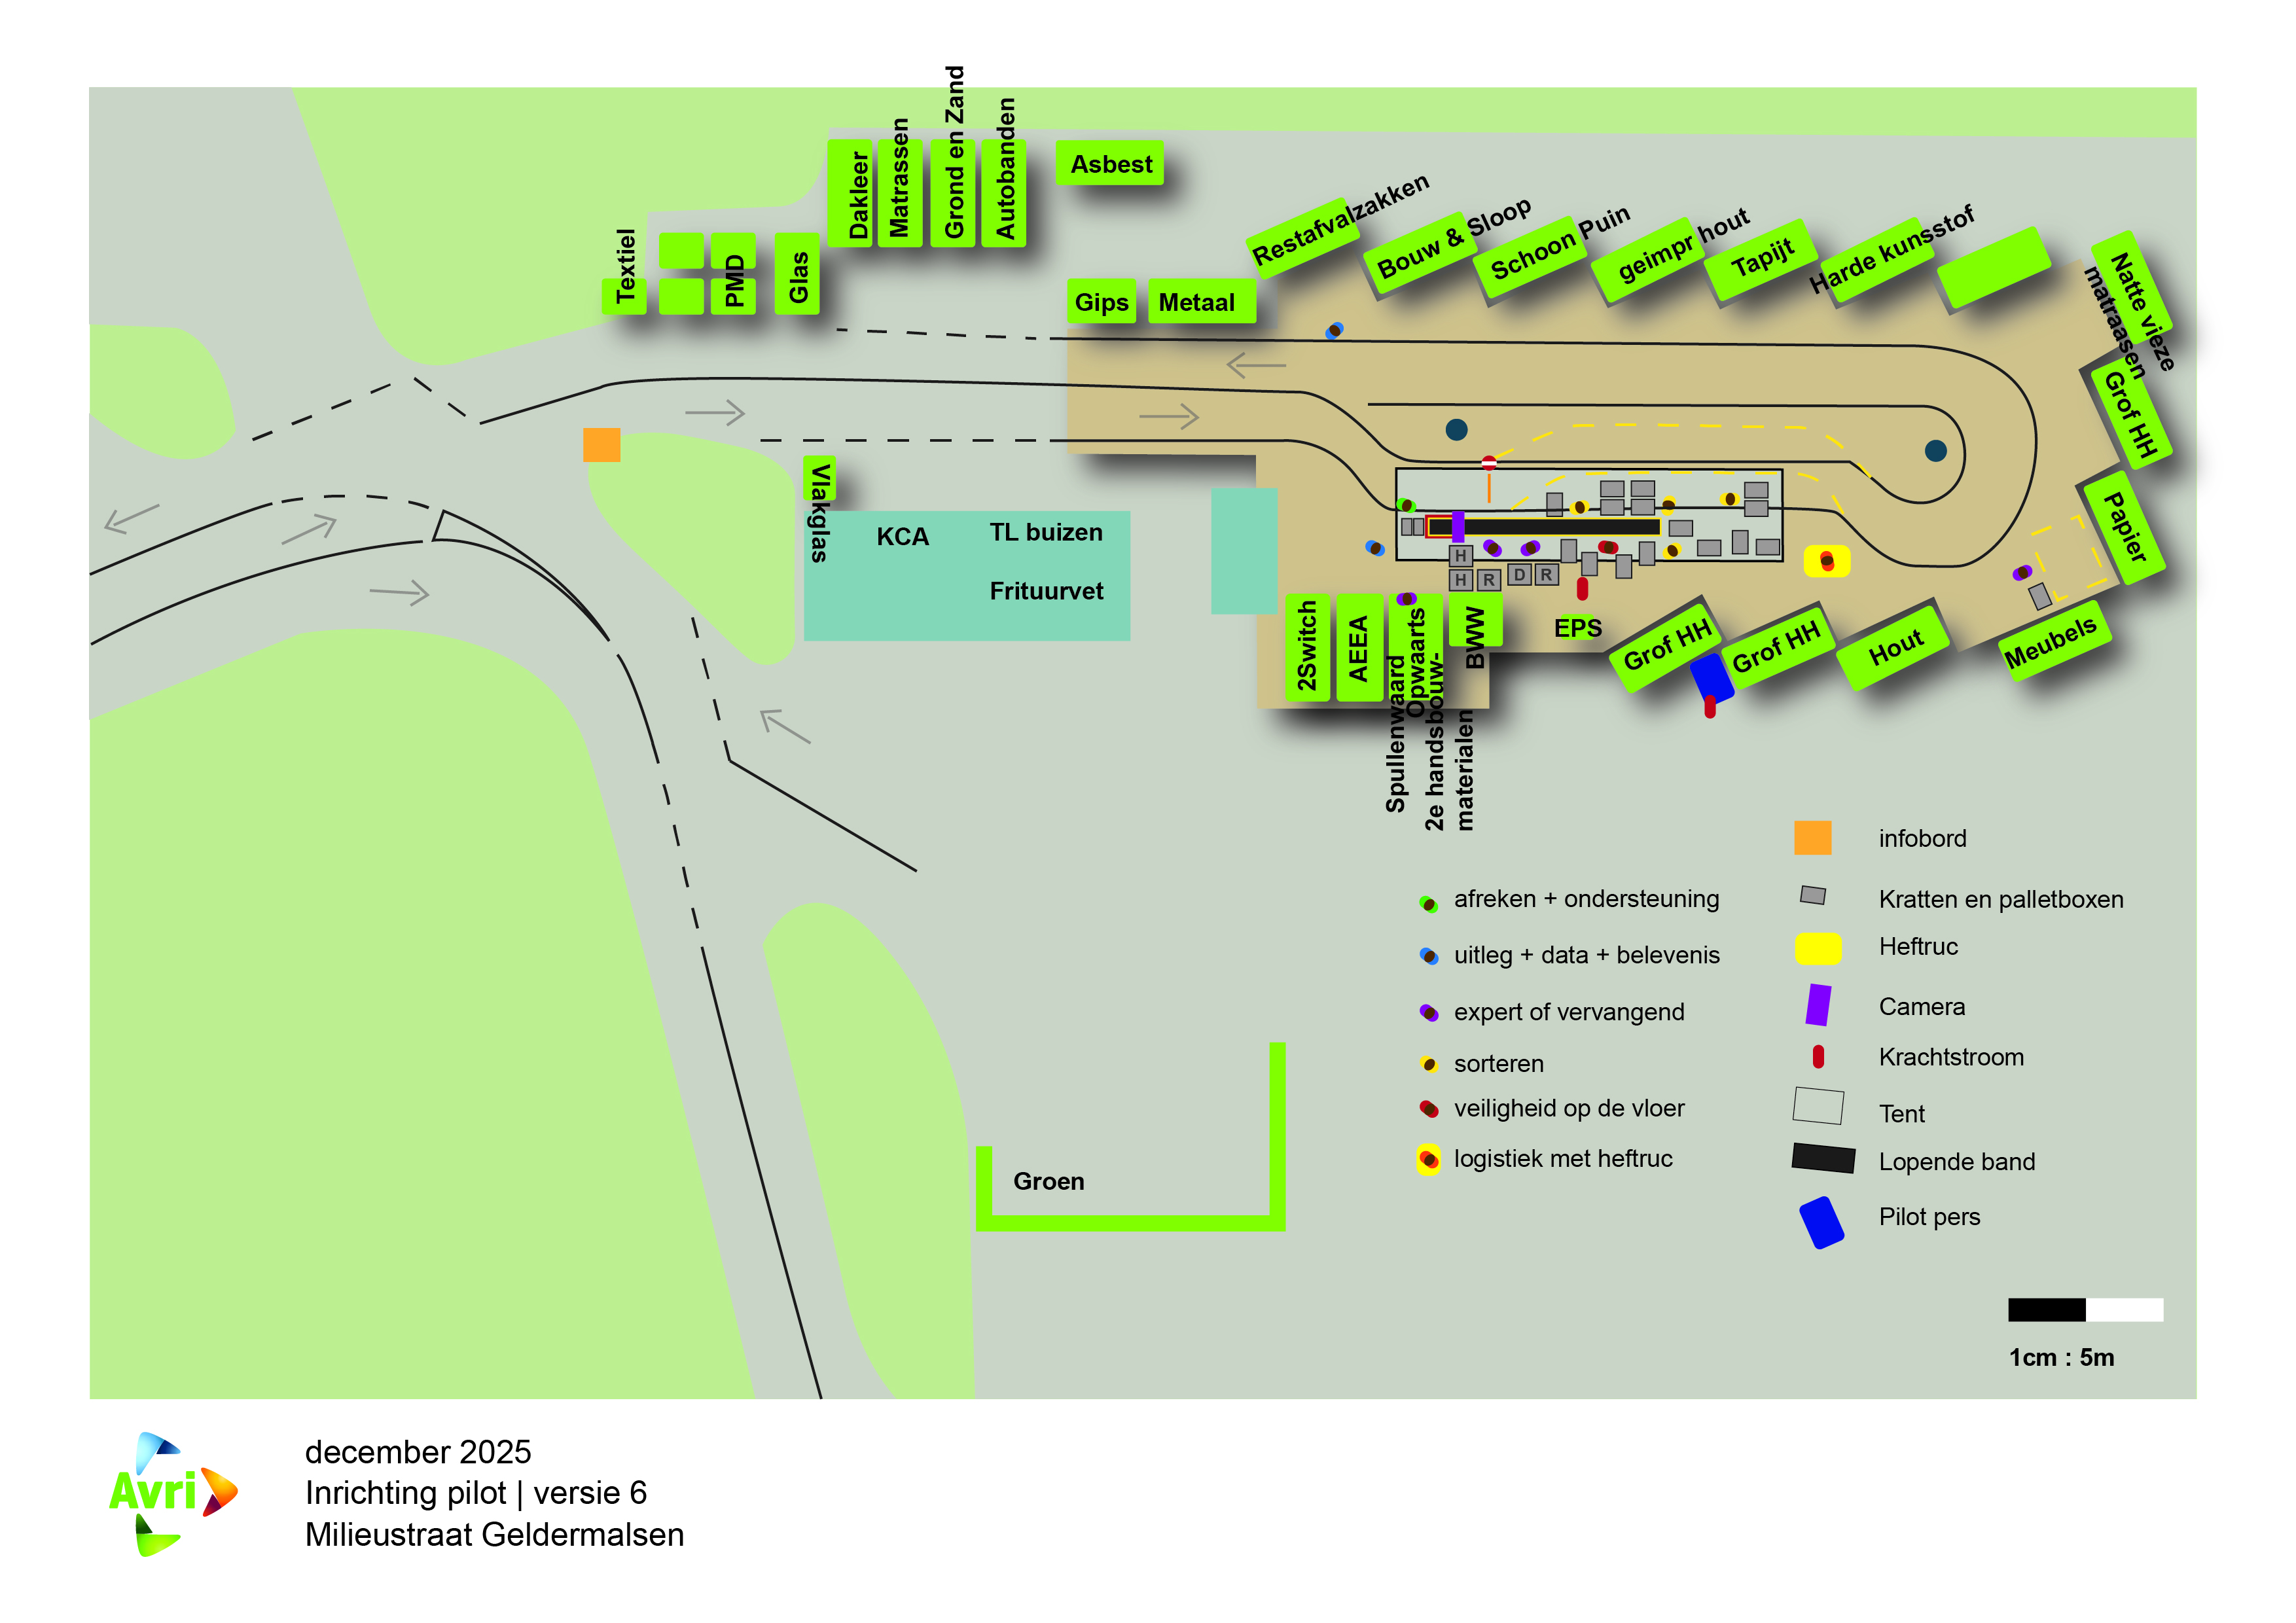 Textiel
PMD
Glas
Dakleer
Matrassen
Grond en Zand
Autobanden
Asbest
Gips
Metaal
Restafvalzakken
Bouw & Sloop
Schoon Puin
geimpr hout
Tapijt
Harde kunsstof
Natte vieze
matraasen
Grof HH
Papier
Meubels
Hout
Grof HH
Grof HH
EPS
H
H
R
D
R
2Switch
AEEA
Spullenwaard
Opwaarts
2e handsbouw-
materialen
BWW
Vlakglas
KCA
TL buizen
Frituurvet
Groen
afreken + ondersteuning
uitleg + data + belevenis
expert of vervangend
sorteren
veiligheid op de vloer
logistiek met heftruc
infobord
Kratten en palletboxen
Heftruc
Camera
Krachtstroom
Tent
Lopende band
Pilot pers
1cm : 5m
Avri
december 2025
Inrichting pilot | versie 6
Milieustraat Geldermalsen